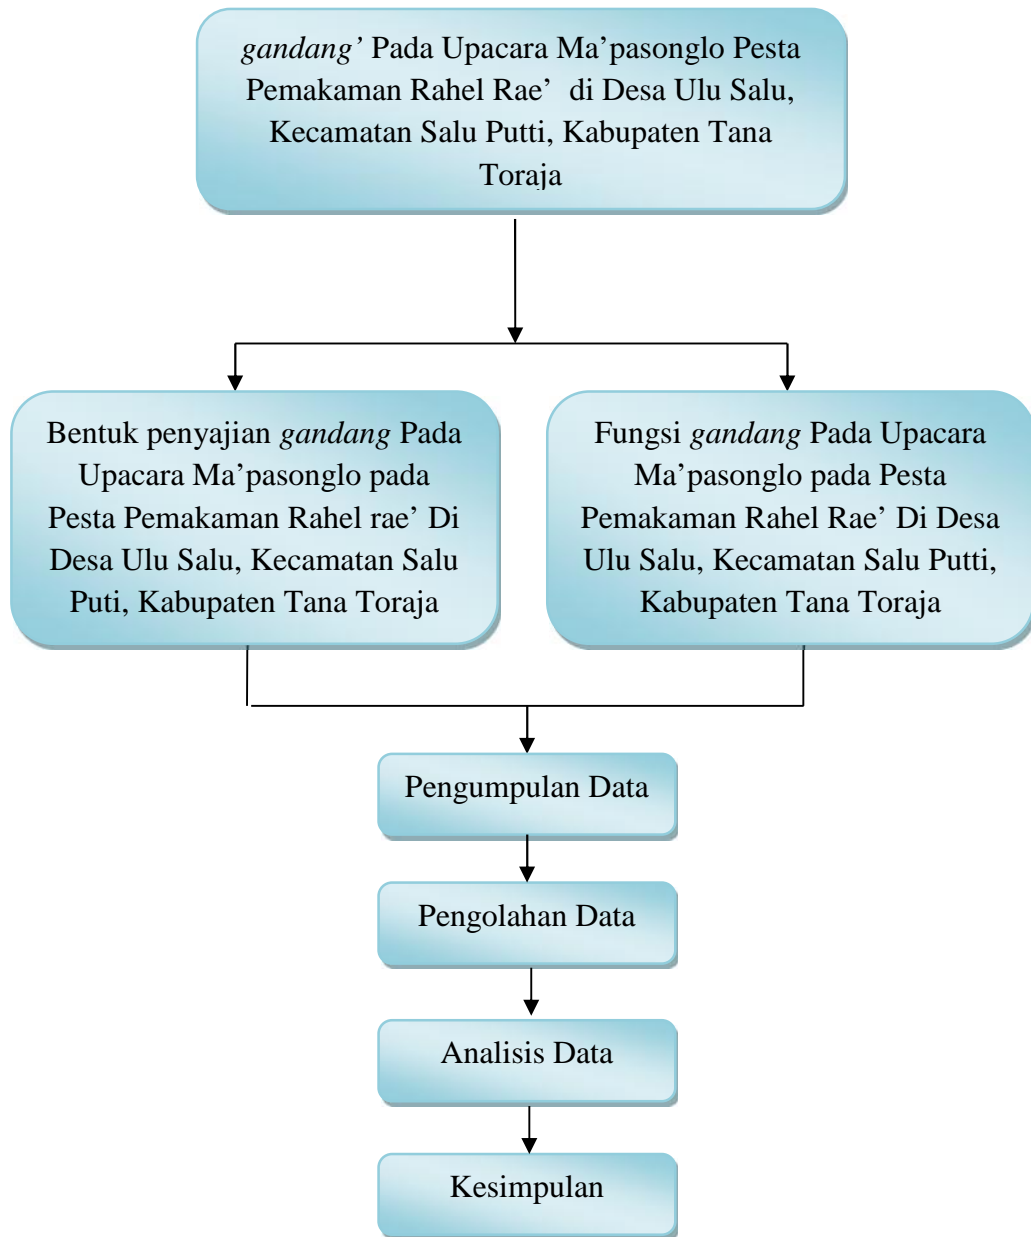 gandang’ Pada Upacara Ma’pasonglo Pesta
Pemakaman Rahel Rae’ di Desa Ulu Salu,
Kecamatan Salu Putti, Kabupaten Tana
Toraja
Bentuk penyajian gandang Pada
Upacara Ma’pasonglo pada
Pesta Pemakaman Rahel rae’ Di
Desa Ulu Salu, Kecamatan Salu
Puti, Kabupaten Tana Toraja
Fungsi gandang Pada Upacara
Ma’pasonglo pada Pesta
Pemakaman Rahel Rae’ Di Desa
Ulu Salu, Kecamatan Salu Putti,
Kabupaten Tana Toraja
Pengumpulan Data
Pengolahan Data
Analisis Data
Kesimpulan